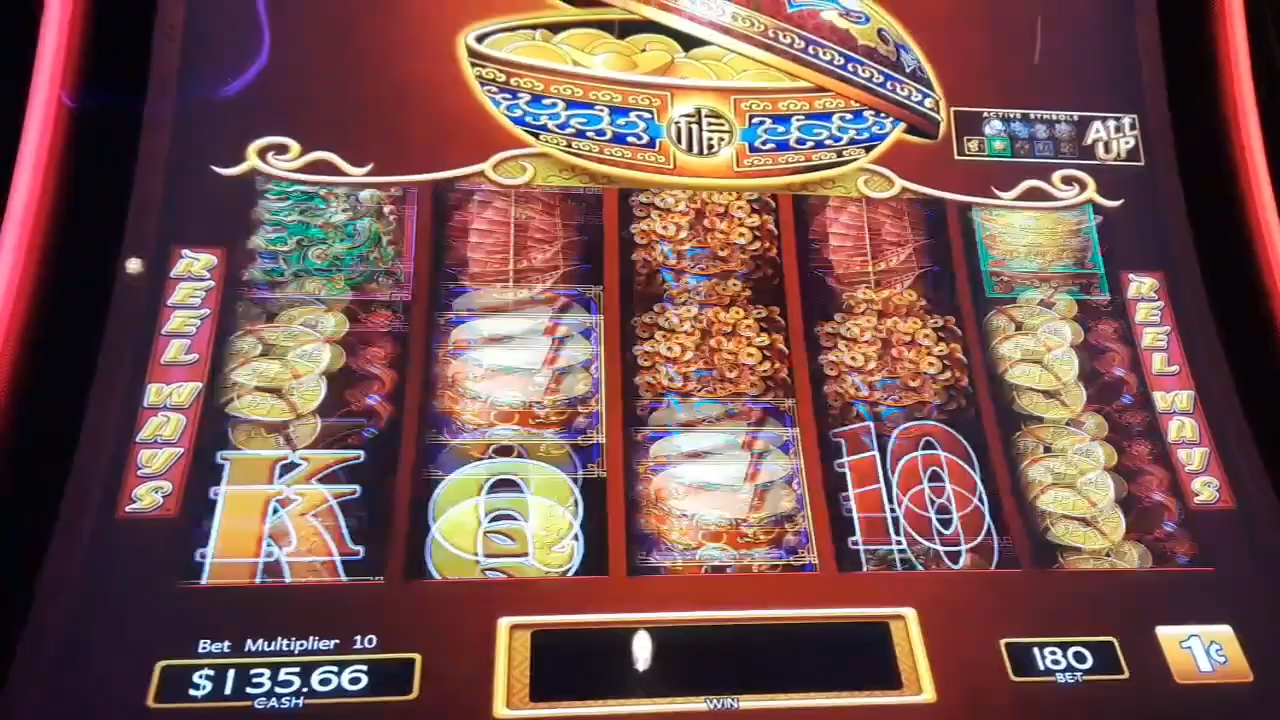 ACTIVE SYMBOLS
ALL
UP
福
REEL WAYS
REEL WAYS
K
Q
10
Bet Multiplier 10
$135.66
CASH
WIN
180
BET
1¢